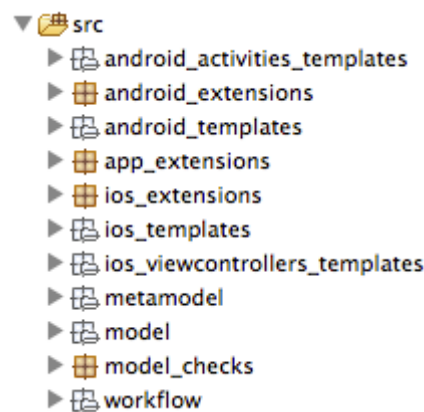 src
android_activities_templates
android_extensions
android_templates
app_extensions
ios_extensions
ios_templates
ios_viewcontrollers_templates
metamodel
model
model_checks
workflow